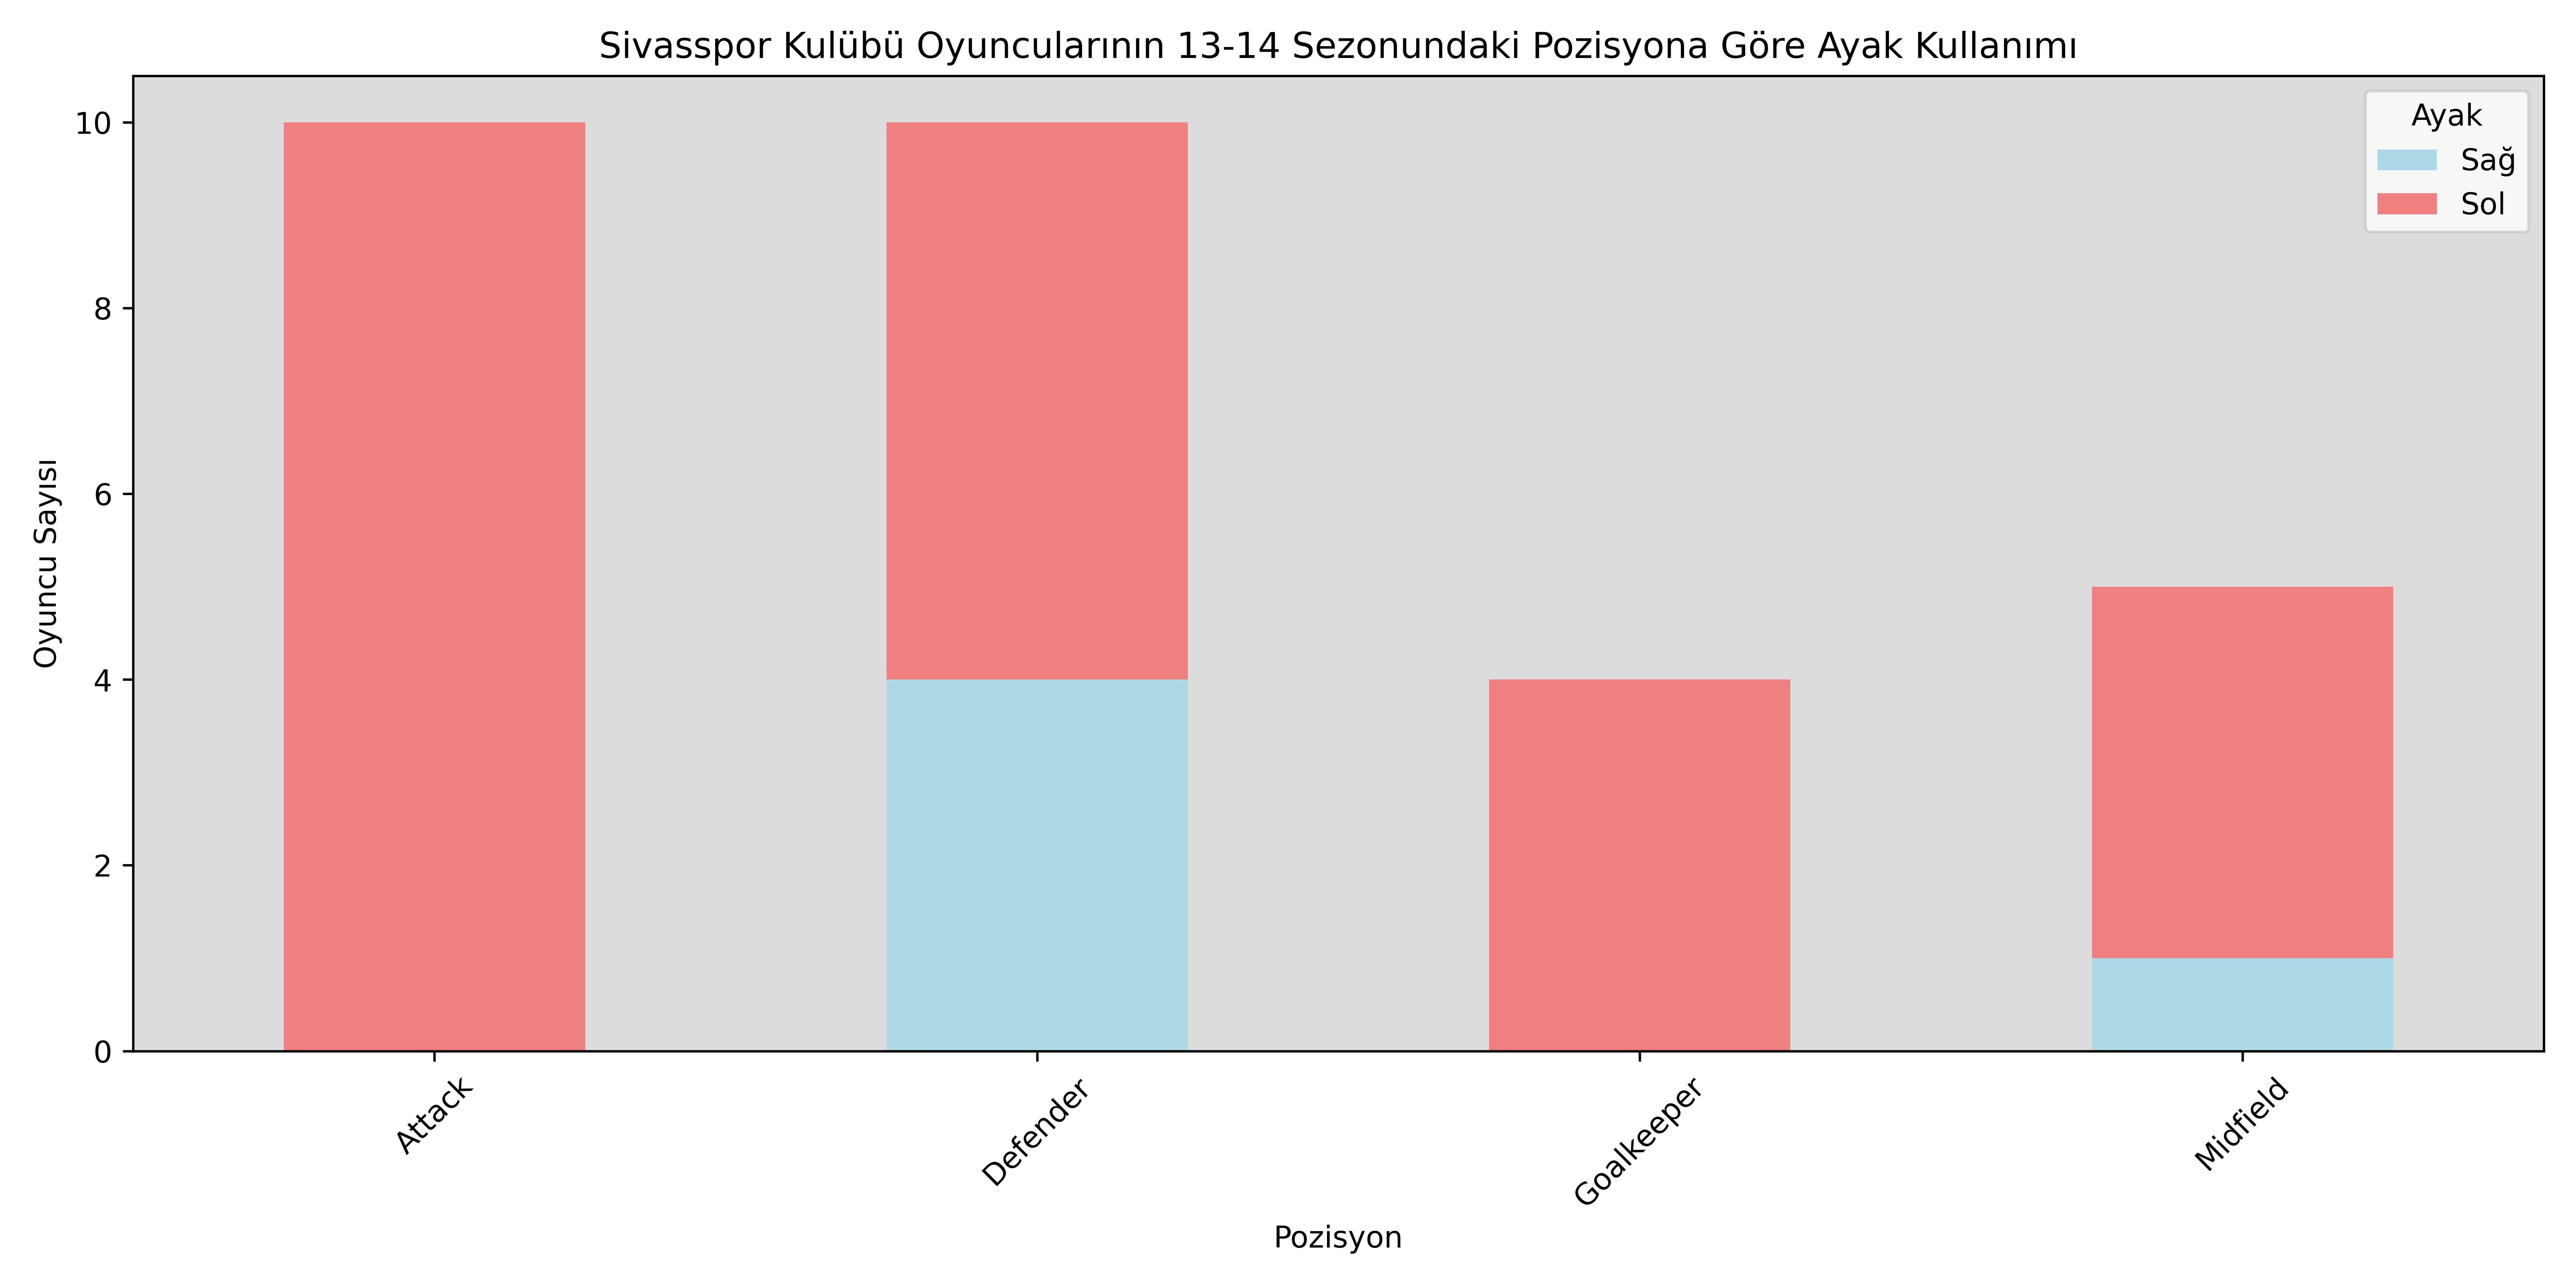 Sivasspor Kulübü Oyuncularının 13-14 Sezonundaki Pozisyona Göre Ayak Kullanımı
Ayak
Sağ
Sol
Oyuncu Sayısı
10
8
6
4
2
0
Attack
Defender
Goalkeeper
Midfield
Pozisyon